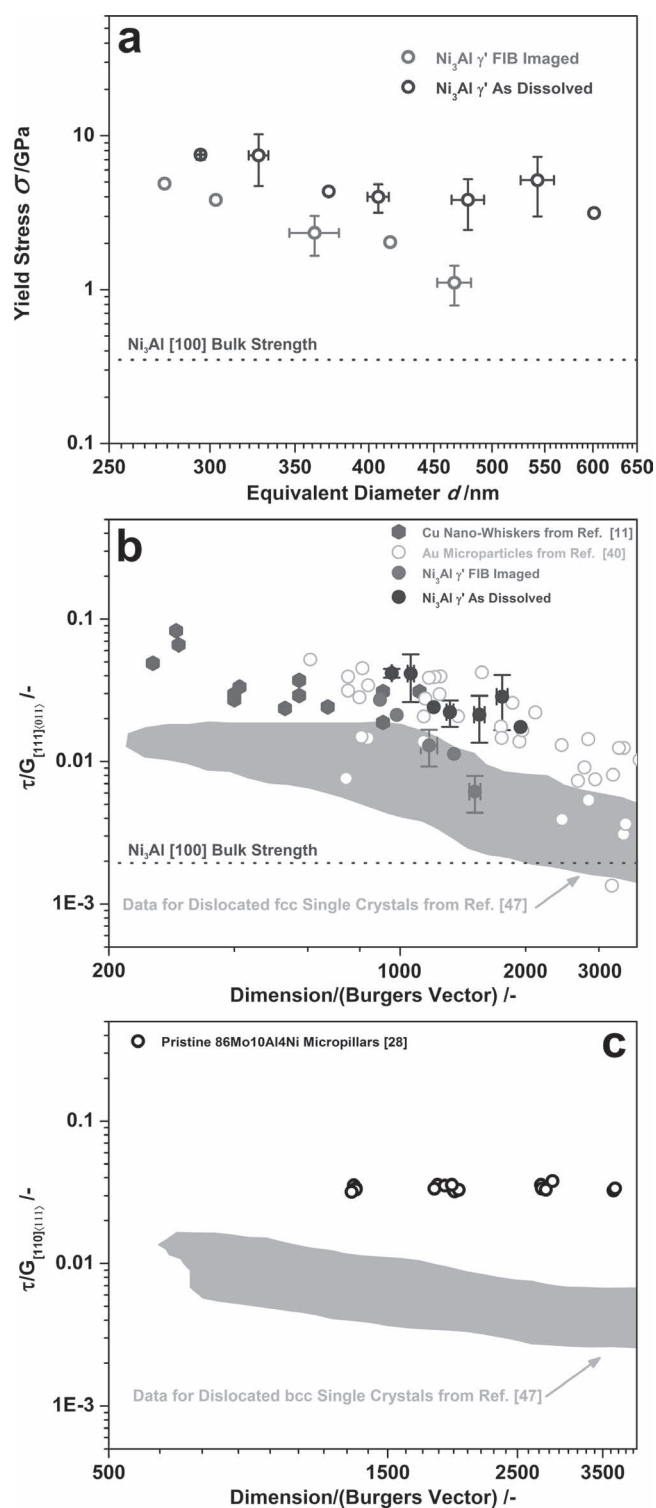 a
Ni₃Al γ' FIB Imaged
Ni₃Al γ' As Dissolved
Yield Stress σ /GPa
10
1
0.1
Ni₃Al [100] Bulk Strength
250 300 350 400 450 500 550 600 650
Equivalent Diameter d /nm
b
Cu Nano-Whiskers from Ref. [11]
Au Microparticles from Ref. [40]
Ni₃Al γ' FIB Imaged
Ni₃Al γ' As Dissolved
τ/G[111]⟨011⟩ /-
0.1
0.01
1E-3
Ni₃Al [100] Bulk Strength
Data for Dislocated fcc Single Crystals from Ref. [47]
200 1000 2000 3000
Dimension/(Burgers Vector) /-
c
Pristine 86Mo10Al4Ni Micropillars [28]
τ/G[110]⟨111⟩ /-
0.1
0.01
1E-3
Data for Dislocated bcc Single Crystals from Ref. [47]
500 1500 2500 3500
Dimension/(Burgers Vector) /-